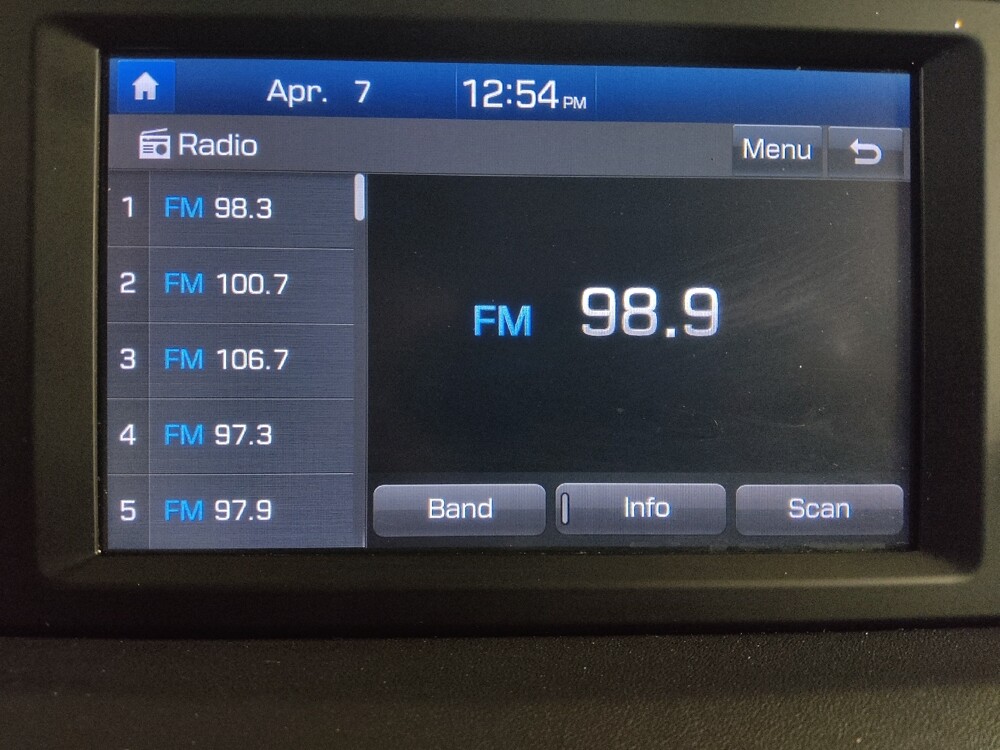 Apr. 7 12:54 PM
Radio Menu
1 FM 98.3
2 FM 100.7
3 FM 106.7
4 FM 97.3
5 FM 97.9
FM 98.9
Band Info Scan